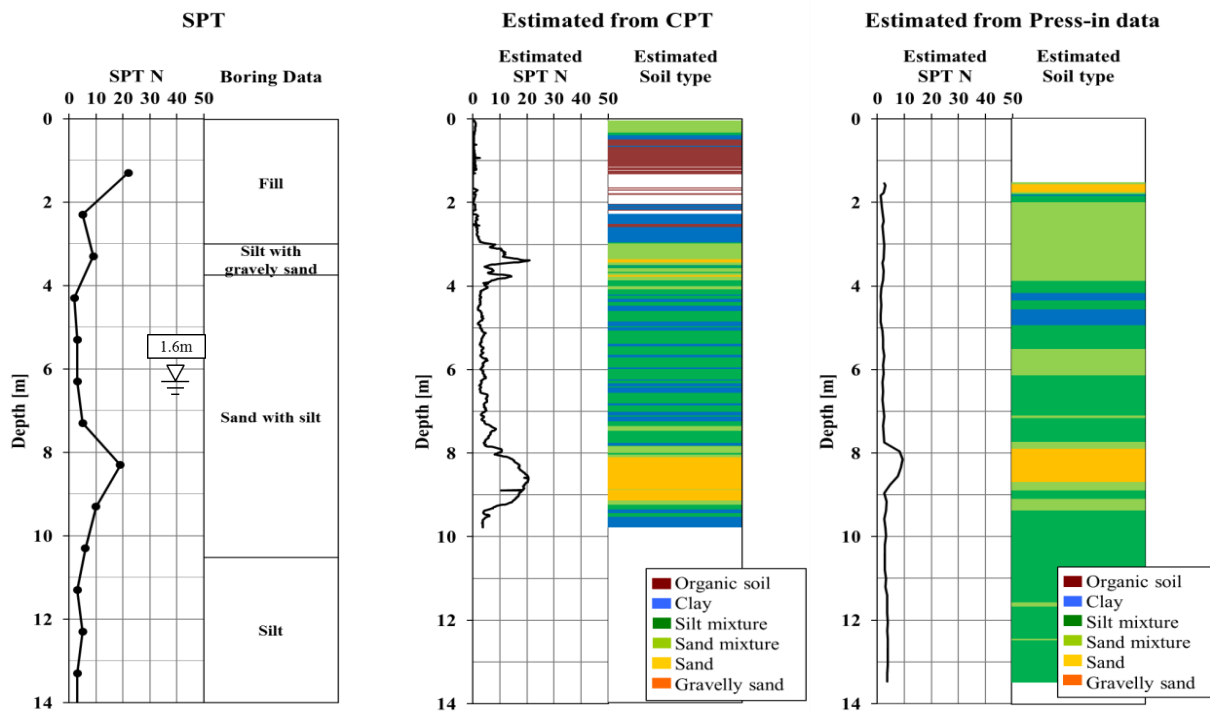 SPT
SPT N
Boring Data
0 10 20 30 40 50
0
2
4
6
8
10
12
14
Depth [m]
Fill
Silt with
gravely sand
1.6m
Sand with silt
Silt
Estimated from CPT
Estimated
SPT N
Estimated
Soil type
0 10 20 30 40 50
0
2
4
6
8
10
12
14
Depth [m]
Organic soil
Clay
Silt mixture
Sand mixture
Sand
Gravelly sand
Estimated from Press-in data
Estimated
SPT N
Estimated
Soil type
0 10 20 30 40 50
0
2
4
6
8
10
12
14
Depth [m]
Organic soil
Clay
Silt mixture
Sand mixture
Sand
Gravelly sand